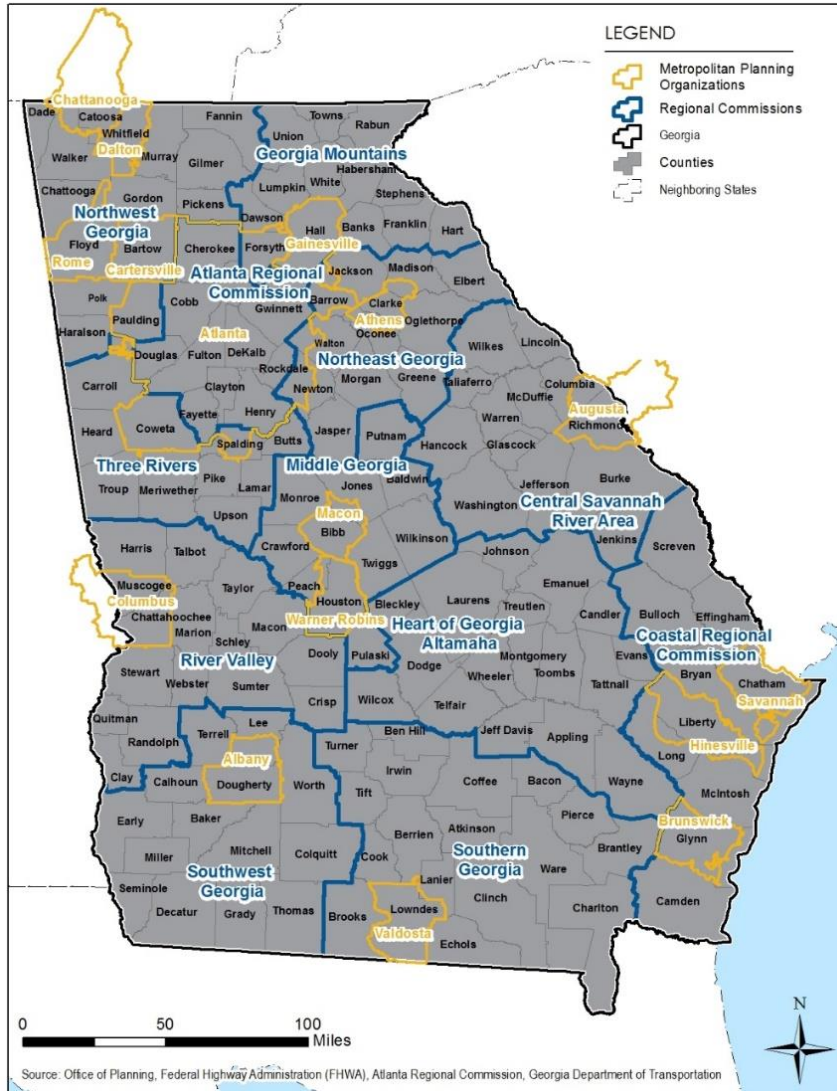 LEGEND
Metropolitan Planning
Organizations
Regional Commissions
Georgia
Counties
Neighboring States
Chattanooga
Dade
Catoosa
Fannin
Towns
Rabun
Union
Whitfield
Dalton
Murray
Walker
Gilmer
Georgia Mountains
Habersham
White
Lumpkin
Stephens
Chattooga
Gordon
Pickens
Dawson
Northwest
Georgia
Hall
Banks
Franklin
Hart
Floyd
Bartow
Cherokee
Forsyth
Gainesville
Rome
Cartersville
Atlanta Regional
Commission
Jackson
Madison
Elbert
Polk
Cobb
Gwinnett
Barrow
Clarke
Paulding
Athens
Oglethorpe
Haralson
Atlanta
Oconee
Walton
Wilkes
Lincoln
Douglas
Fulton
DeKalb
Northeast Georgia
Rockdale
Carroll
Clayton
Newton
Morgan
Greene
Taliaferro
Columbia
McDuffie
Fayette
Henry
Augusta
Richmond
Heard
Coweta
Warren
Spalding
Butts
Jasper
Putnam
Hancock
Glascock
Three Rivers
Middle Georgia
Pike
Jones
Baldwin
Jefferson
Burke
Troup
Meriwether
Lamar
Monroe
Washington
Central Savannah
River Area
Upson
Macon
Bibb
Wilkinson
Jenkins
Screven
Harris
Talbot
Crawford
Twiggs
Johnson
Muscogee
Taylor
Peach
Emanuel
Columbus
Houston
Bleckley
Laurens
Treutlen
Candler
Bulloch
Effingham
Chattahoochee
Marion
Macon
Warner Robins
Heart of Georgia
Altamaha
Coastal Regional
Commission
Schley
River Valley
Dooly
Pulaski
Montgomery
Evans
Bryan
Stewart
Dodge
Wheeler
Toombs
Tattnall
Chatham
Webster
Sumter
Savannah
Crisp
Wilcox
Telfair
Quitman
Liberty
Lee
Randolph
Terrell
Ben Hill
Jeff Davis
Appling
Hinesville
Turner
Long
Albany
Clay
Calhoun
Dougherty
Worth
Irwin
Coffee
Bacon
Wayne
Tift
McIntosh
Early
Baker
Pierce
Brunswick
Berrien
Atkinson
Glynn
Miller
Mitchell
Colquitt
Cook
Brantley
Southwest
Georgia
Southern
Georgia
Ware
Lanier
Seminole
Clinch
Decatur
Grady
Thomas
Brooks
Lowndes
Charlton
Camden
Valdosta
Echols
0
50
100
Miles
N
Source: Office of Planning, Federal Highway Administration (FHWA), Atlanta Regional Commission, Georgia Department of Transportation